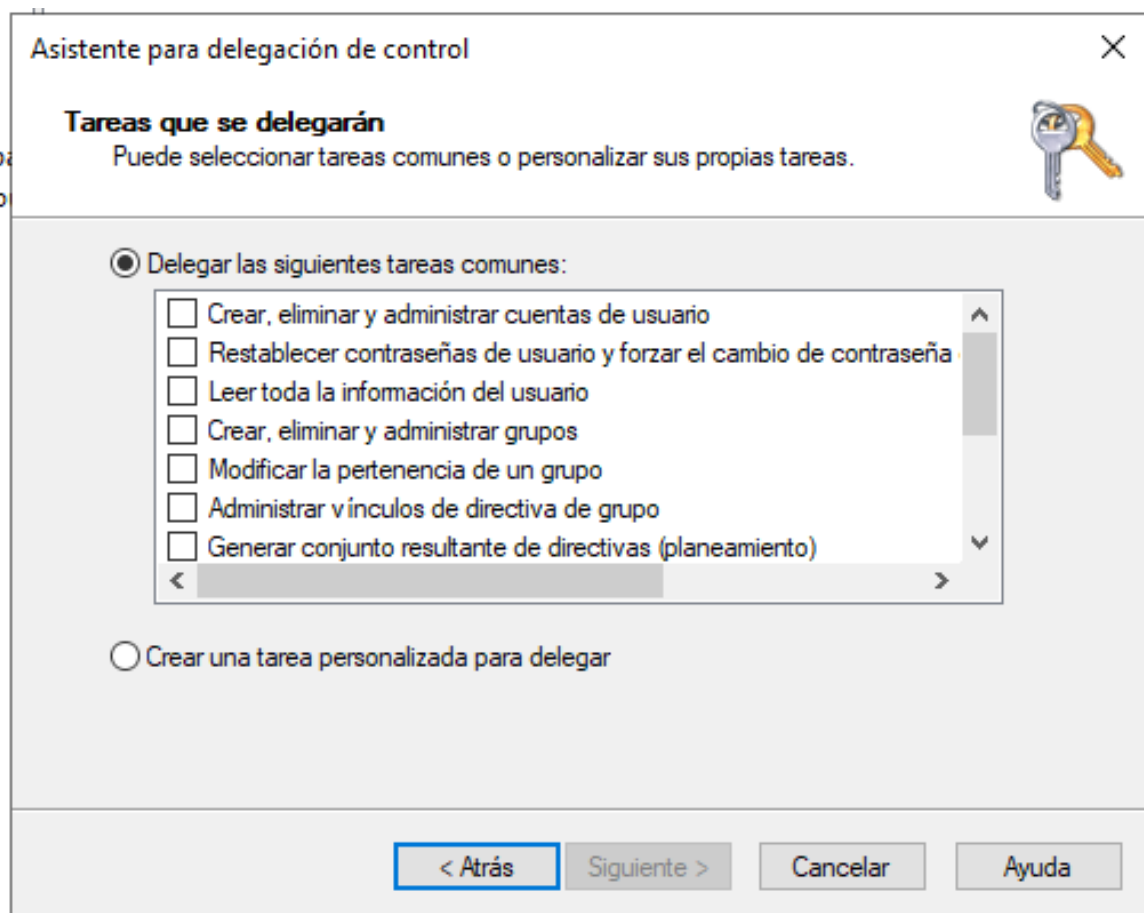 Asistente para delegación de control
Tareas que se delegarán
Puede seleccionar tareas comunes o personalizar sus propias tareas.
Delegar las siguientes tareas comunes:
Crear, eliminar y administrar cuentas de usuario
Restablecer contraseñas de usuario y forzar el cambio de contraseña
Leer toda la información del usuario
Crear, eliminar y administrar grupos
Modificar la pertenencia de un grupo
Administrar vínculos de directiva de grupo
Generar conjunto resultante de directivas (planeamiento)
Crear una tarea personalizada para delegar
< Atrás
Siguiente >
Cancelar
Ayuda